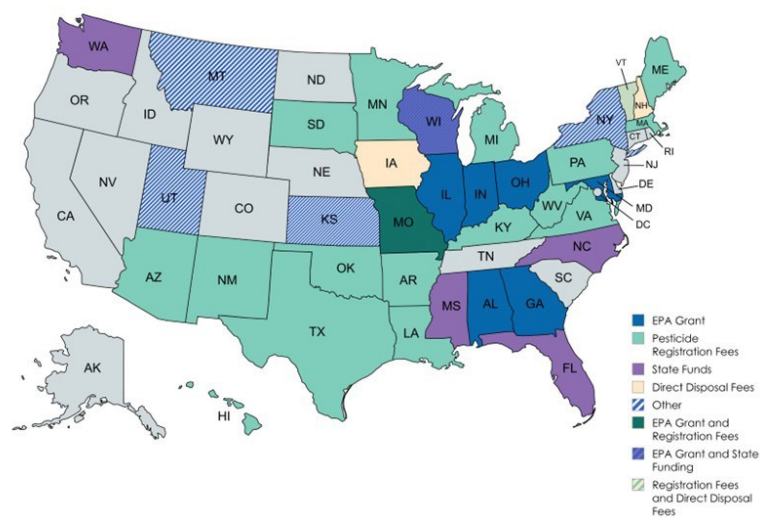 WA
MT
ND
MN
ME
VT
NH
OR
ID
SD
WI
NY
MA
WY
MI
CT
RI
IA
PA
NJ
NE
NV
UT
IL
IN
OH
DE
CA
CO
KS
MO
WV
MD
VA
DC
KY
NC
TN
AZ
NM
OK
AR
SC
MS
AL
GA
TX
LA
AK
FL
HI
EPA Grant
Pesticide
Registration Fees
State Funds
Direct Disposal Fees
Other
EPA Grant and
Registration Fees
EPA Grant and State
Funding
Registration Fees
and Direct Disposal
Fees